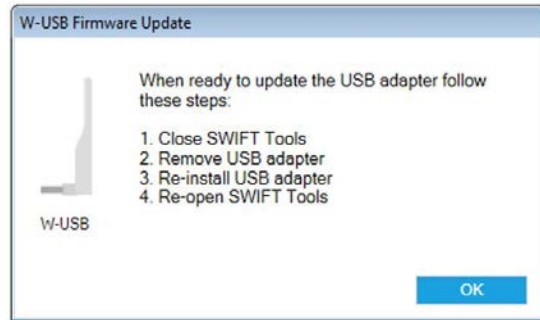 W-USB Firmware Update
When ready to update the USB adapter follow
these steps:
1. Close SWIFT Tools
2. Remove USB adapter
3. Re-install USB adapter
4. Re-open SWIFT Tools
W-USB
OK